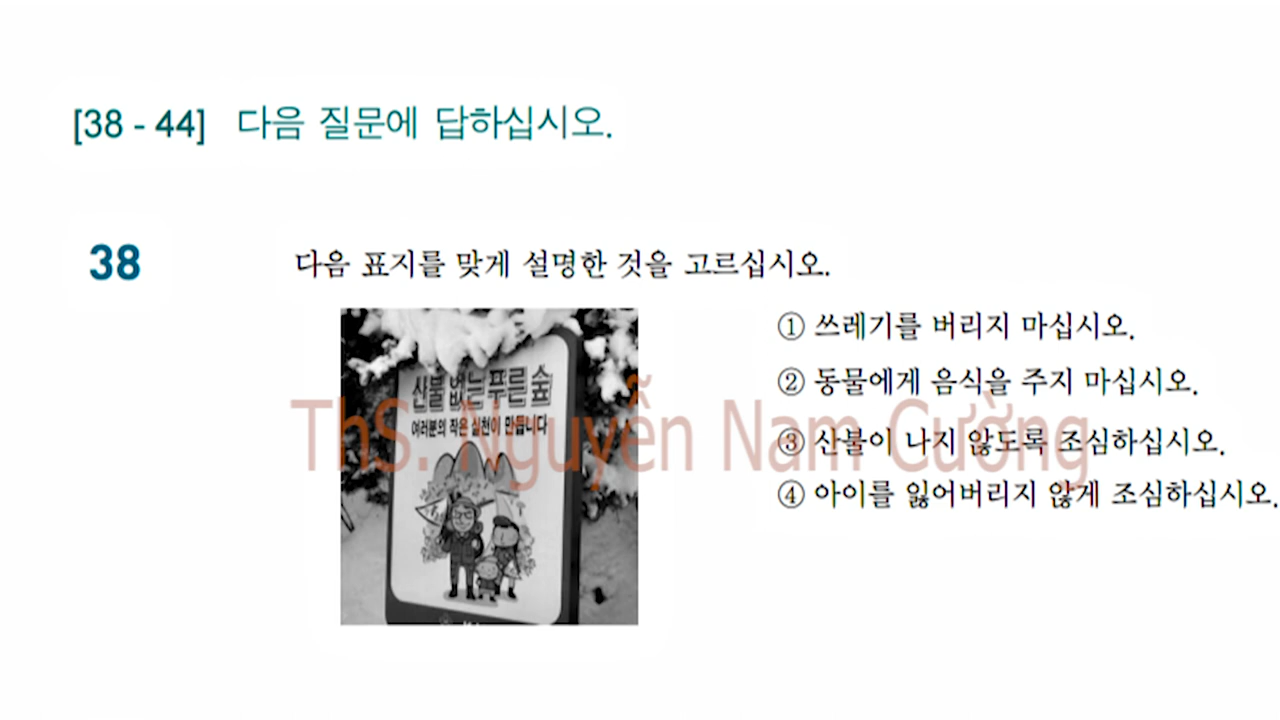 [38 - 44] 다음 질문에 답하십시오.
38 다음 표지를 맞게 설명한 것을 고르십시오.
산불 없는 푸른 숲
여러분의 작은 실천이 만듭니다
① 쓰레기를 버리지 마십시오.
② 동물에게 음식을 주지 마십시오.
③ 산불이 나지 않도록 조심하십시오.
④ 아이를 잃어버리지 않게 조심하십시오.
ThS. Nguyễn Nam Cường